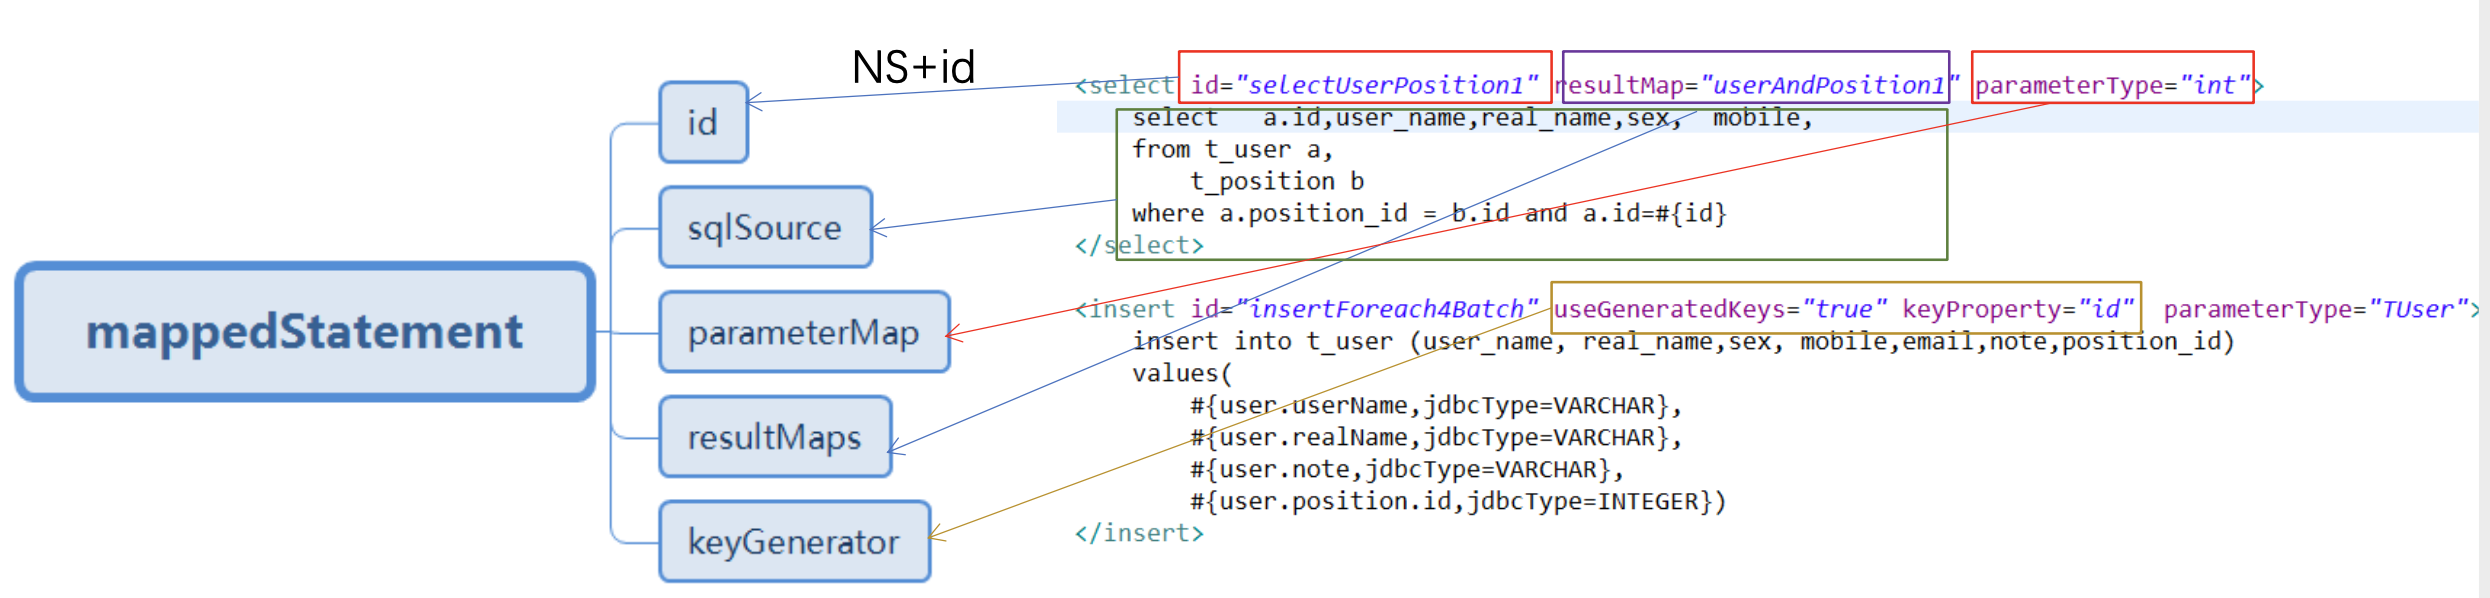 NS+id
mappedStatement
id
sqlSource
parameterMap
resultMaps
keyGenerator
<select id="selectUserPosition1" resultMap="userAndPosition1" parameterType="int">
select a.id,user_name,real_name,sex, mobile,
from t_user a,
t_position b
where a.position_id = b.id and a.id=#{id}
</select>
<insert id="insertForeach4Batch" useGeneratedKeys="true" keyProperty="id" parameterType="TUser">
insert into t_user (user_name, real_name,sex, mobile,email,note,position_id)
values(
#{user.userName,jdbcType=VARCHAR},
#{user.realName,jdbcType=VARCHAR},
#{user.note,jdbcType=VARCHAR},
#{user.position.id,jdbcType=INTEGER})
</insert>